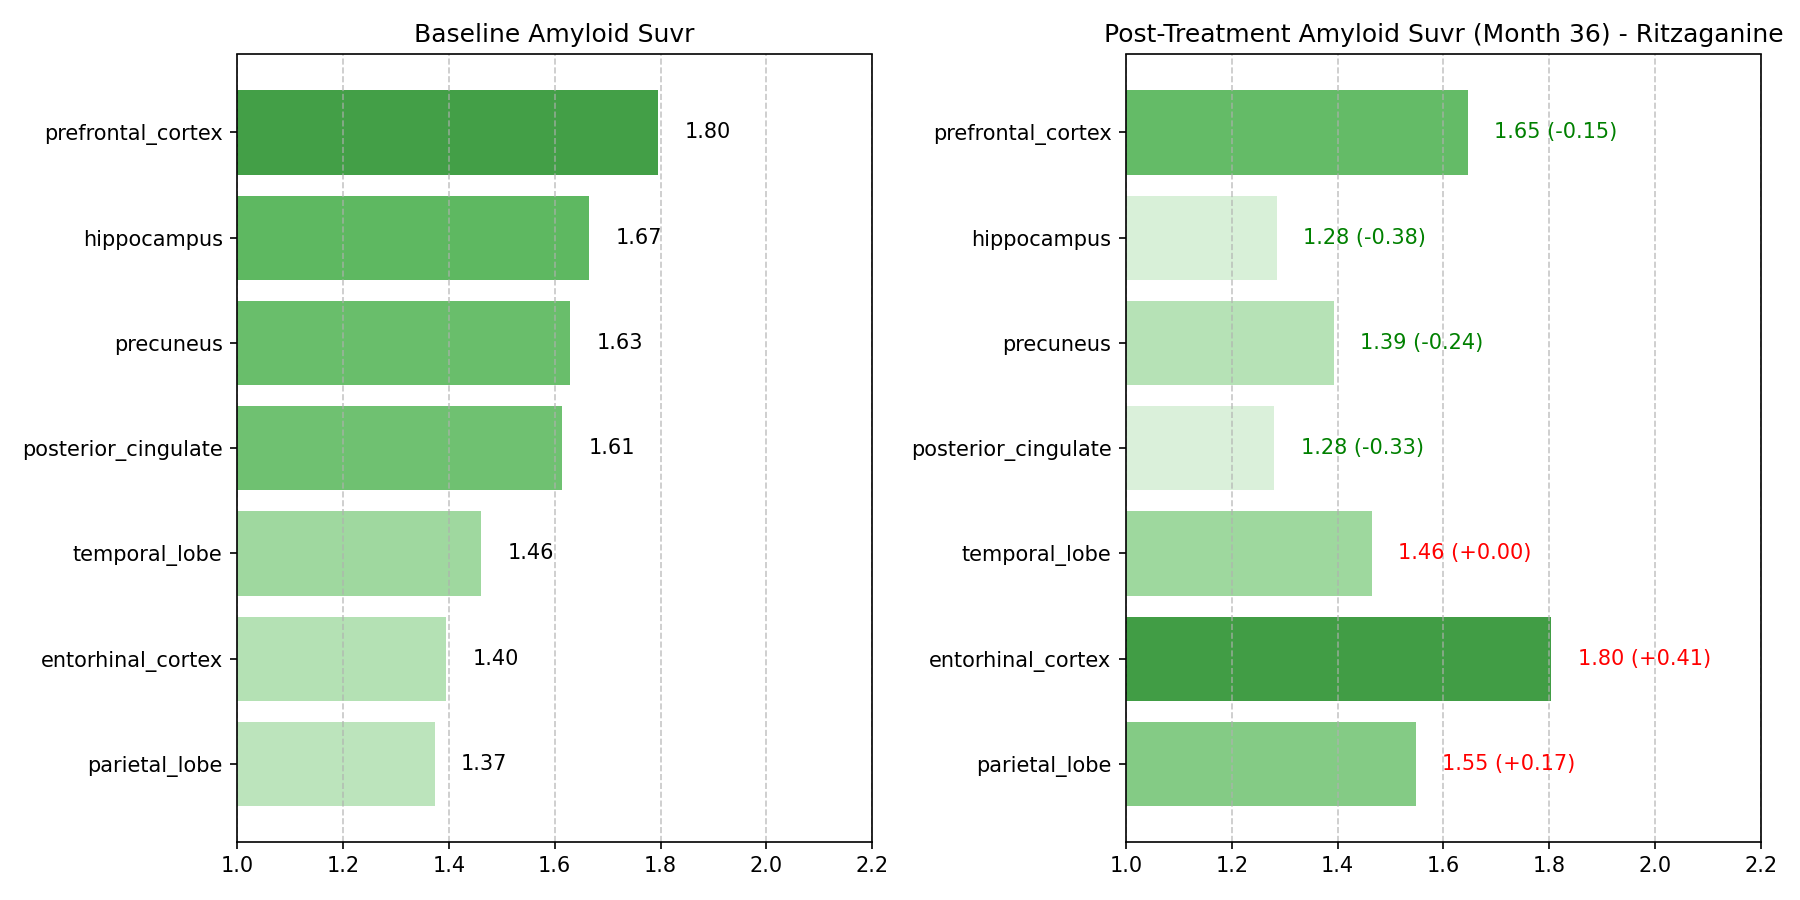 Baseline Amyloid Suvr
prefrontal_cortex
1.80
hippocampus
1.67
precuneus
1.63
posterior_cingulate
1.61
temporal_lobe
1.46
entorhinal_cortex
1.40
parietal_lobe
1.37
1.0 1.2 1.4 1.6 1.8 2.0 2.2
Post-Treatment Amyloid Suvr (Month 36) - Ritzaganine
prefrontal_cortex
1.65 (-0.15)
hippocampus
1.28 (-0.38)
precuneus
1.39 (-0.24)
posterior_cingulate
1.28 (-0.33)
temporal_lobe
1.46 (+0.00)
entorhinal_cortex
1.80 (+0.41)
parietal_lobe
1.55 (+0.17)
1.0 1.2 1.4 1.6 1.8 2.0 2.2